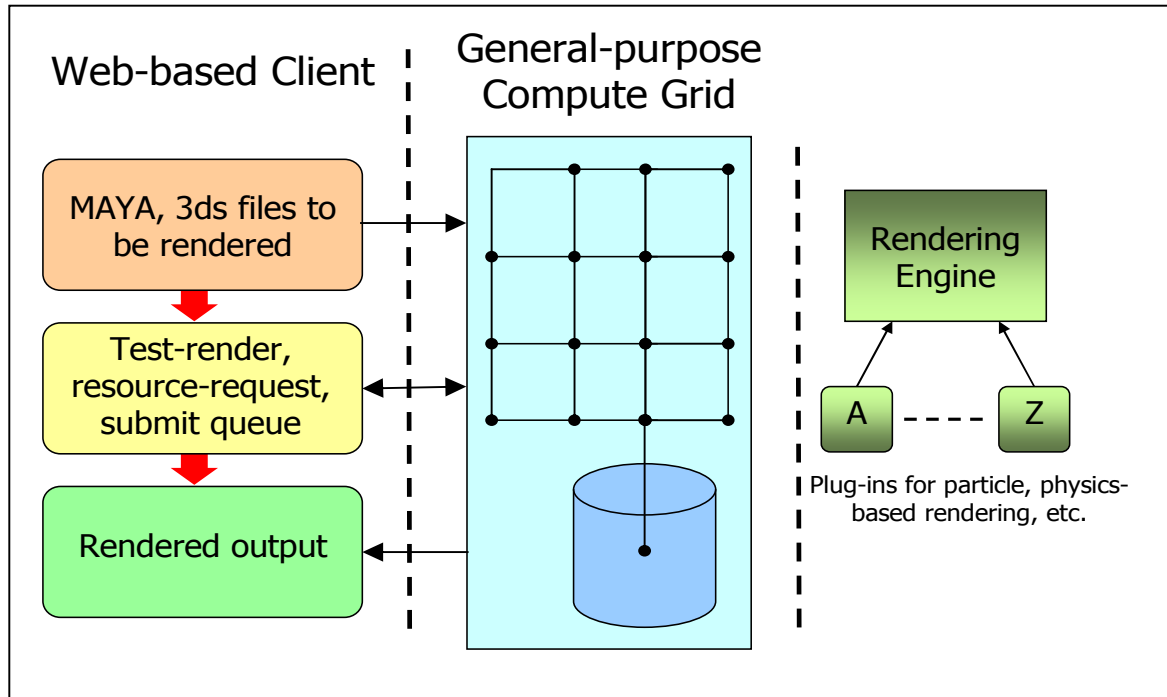 Web-based Client
General-purpose
Compute Grid
MAYA, 3ds files to
be rendered
Test-render,
resource-request,
submit queue
Rendered output
Rendering
Engine
A
Z
Plug-ins for particle, physics-
based rendering, etc.